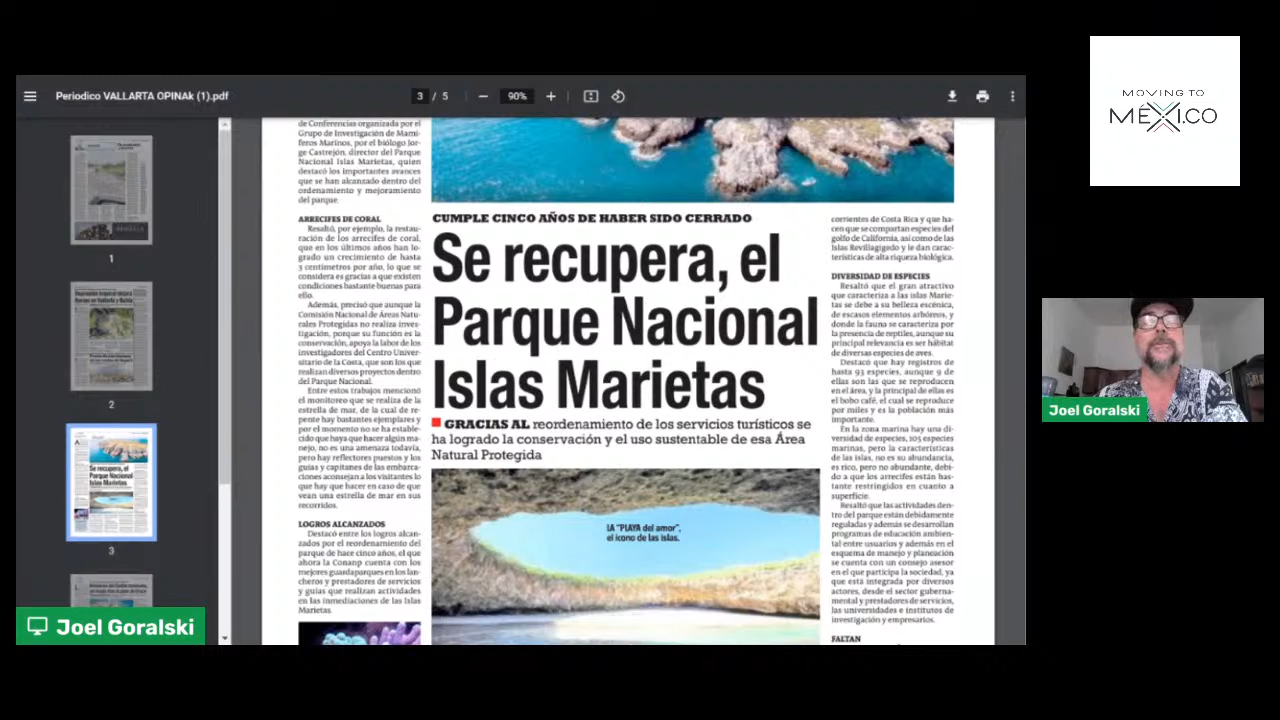 Periodico VALLARTA OPINAk (1).pdf
3 / 5
90%
1
2
3
Se recupera, el
Parque Nacional
Islas Marietas
de Conferencias organizada por el
Grupo de Investigación de Mamí-
feros Marinos, por el biólogo Jor-
ge Castrejón, director del Parque
Nacional Islas Marietas, quien
destacó los importantes avances
que se han alcanzado dentro del
ordenamiento y mejoramiento
del parque.
ARRECIFES DE CORAL
Resaltó, por ejemplo, la restau-
ración de los arrecifes de coral,
que en los últimos años han lo-
grado un crecimiento de hasta
3 centímetros por año, lo que se
considera es gracias a que existen
condiciones bastante buenas para
ello.
Además, precisó que aunque la
Comisión Nacional de Áreas Natu-
rales Protegidas no realiza inves-
tigación, porque su función es la
conservación, apoya la labor de los
investigadores del Centro Univer-
sitario de la Costa, que son los que
realizan diversos proyectos dentro
del Parque Nacional.
Entre estos trabajos mencionó
el monitoreo que se realiza de la
estrella de mar, de la cual de re-
pente hay bastantes ejemplares y
por el momento no se ha estable-
cido que haya que hacer algún ma-
nejo, no es una amenaza todavía,
pero hay reflectores puestos y los
guías y capitanes de las embarca-
ciones aconsejan a los visitantes lo
que hay que hacer en caso de que
vean una estrella de mar en sus
recorridos.
LOGROS ALCANZADOS
Destacó entre los logros alcan-
zados por el reordenamiento del
parque de hace cinco años, el que
ahora la Conanp cuenta con los
mejores guardaparques en los lan-
cheros y prestadores de servicios
y guías que realizan actividades
en las inmediaciones de las Islas
Marietas.
CUMPLE CINCO AÑOS DE HABER SIDO CERRADO
Se recupera, el
Parque Nacional
Islas Marietas
GRACIAS AL reordenamiento de los servicios turísticos se
ha logrado la conservación y el uso sustentable de esa Área
Natural Protegida
LA "PLAYA del amor",
el ícono de las islas.
corrientes de Costa Rica y que ha-
cen que se compartan especies del
golfo de California, así como de las
Islas Revillagigedo y le dan carac-
terísticas de alta riqueza biológica.
DIVERSIDAD DE ESPECIES
Resaltó que el gran atractivo
que caracteriza a las islas Marie-
tas se debe a su belleza escénica,
de escasos elementos arbóreos, y
donde la fauna se caracteriza por
la presencia de reptiles, aunque su
principal relevancia es ser hábitat
de diversas especies de aves.
Destacó que hay registros de
hasta 93 especies, aunque 9 de
ellas son las que se reproducen
en el área, y la principal de ellas es
el bobo café, el cual se reproduce
por miles y es la población más
importante.
En la zona marina hay una di-
versidad de especies, 105 especies
marinas, pero la características
de las islas, no es su abundancia,
es rico, pero no abundante, debi-
do a que los arrecifes están bas-
tante restringidos en cuanto a
superficie.
Resaltó que las actividades den-
tro del parque están debidamente
reguladas y además se desarrollan
programas de educación ambien-
tal entre usuarios y además en el
esquema de manejo y planeación
se cuenta con un consejo asesor
en el que participa la sociedad, ya
que está integrada por diversos
actores, desde el sector guberna-
mental y prestadores de servicios,
las universidades e institutos de
investigación y empresarios.
FALTAN
Joel Goralski
MOVING TO
MÉXI.CO
Joel Goralski